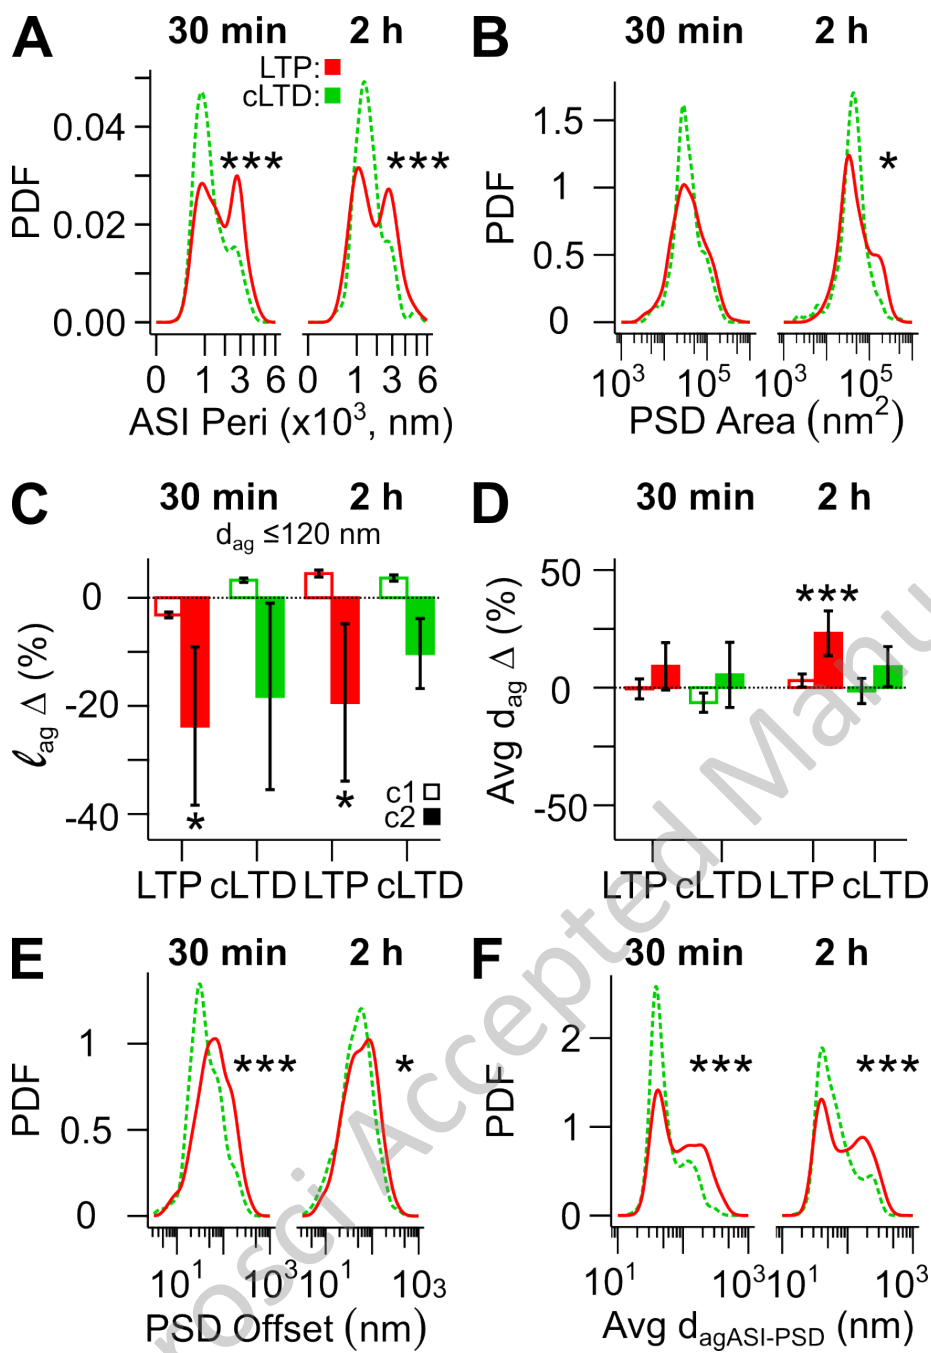 A
30 min 2 h
LTP:
cLTD:
PDF
0.04
0.02
0.00
***
***
0 1 3 6 0 1 3 6
ASI Peri (x10³, nm)
B
30 min 2 h
PDF
1.5
1
0.5
0
*
10³ 10⁵ 10³ 10⁵
PSD Area (nm²)
C
30 min 2 h
d_ag ≤120 nm
ℓ_ag Δ (%)
0
-20
-40
*
*
c1
c2
LTP cLTD LTP cLTD
D
30 min 2 h
Avg d_ag Δ (%)
50
0
-50
***
LTP cLTD LTP cLTD
E
30 min 2 h
PDF
1
0.5
0
***
*
10¹ 10³ 10¹ 10³
PSD Offset (nm)
F
30 min 2 h
PDF
2
1
0
***
***
10¹ 10³ 10¹ 10³
Avg d_agASI-PSD (nm)
rosci Accepted Manu